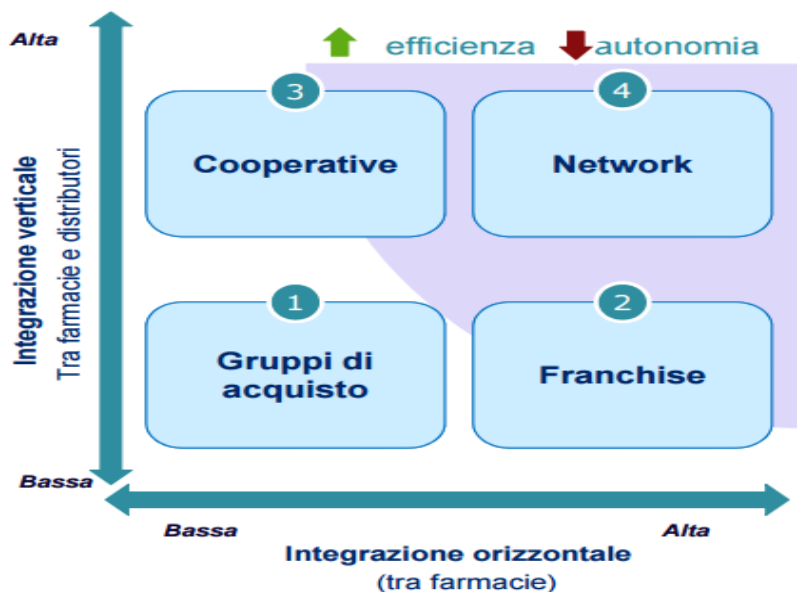 Alta
efficienza autonomia
3
4
Cooperative
Network
Integrazione verticale
Tra farmacie e distributori
1
2
Gruppi di
acquisto
Franchise
Bassa
Bassa
Alta
Integrazione orizzontale
(tra farmacie)